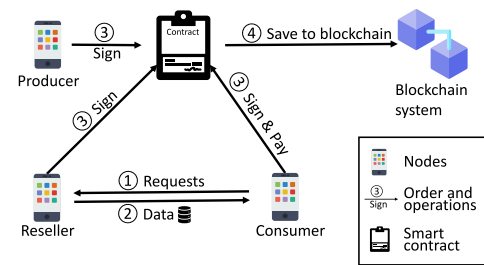 ③
Sign
Contract
④ Save to blockchain
Producer
Blockchain
system
③ Sign
③ Sign & Pay
① Requests
② Data
Reseller
Consumer
Nodes
③
Sign
Order and
operations
Smart
contract